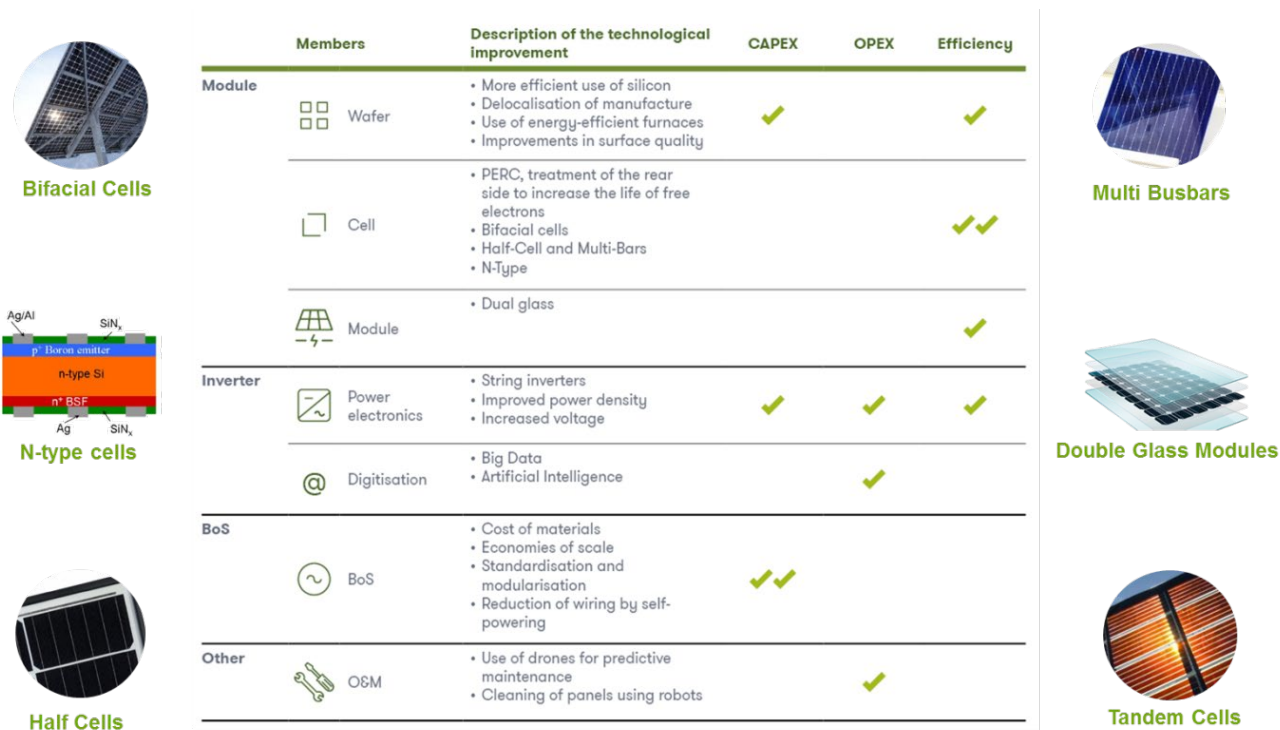 Members
Description of the technological
improvement
CAPEX
OPEX
Efficiency
Module
Wafer
• More efficient use of silicon
• Delocalisation of manufacture
• Use of energy-efficient furnaces
• Improvements in surface quality
Cell
• PERC, treatment of the rear
side to increase the life of free
electrons
• Bifacial cells
• Half-Cell and Multi-Bars
• N-Type
Module
• Dual glass
Inverter
Power
electronics
• String inverters
• Improved power density
• Increased voltage
@
Digitisation
• Big Data
• Artificial Intelligence
BoS
BoS
• Cost of materials
• Economies of scale
• Standardisation and
modularisation
• Reduction of wiring by self-
powering
Other
O&M
• Use of drones for predictive
maintenance
• Cleaning of panels using robots
Bifacial Cells
Ag/Al
SiNx
p+ Boron emitter
n-type Si
n+ BSF
Ag
SiNx
N-type cells
Half Cells
Multi Busbars
Double Glass Modules
Tandem Cells